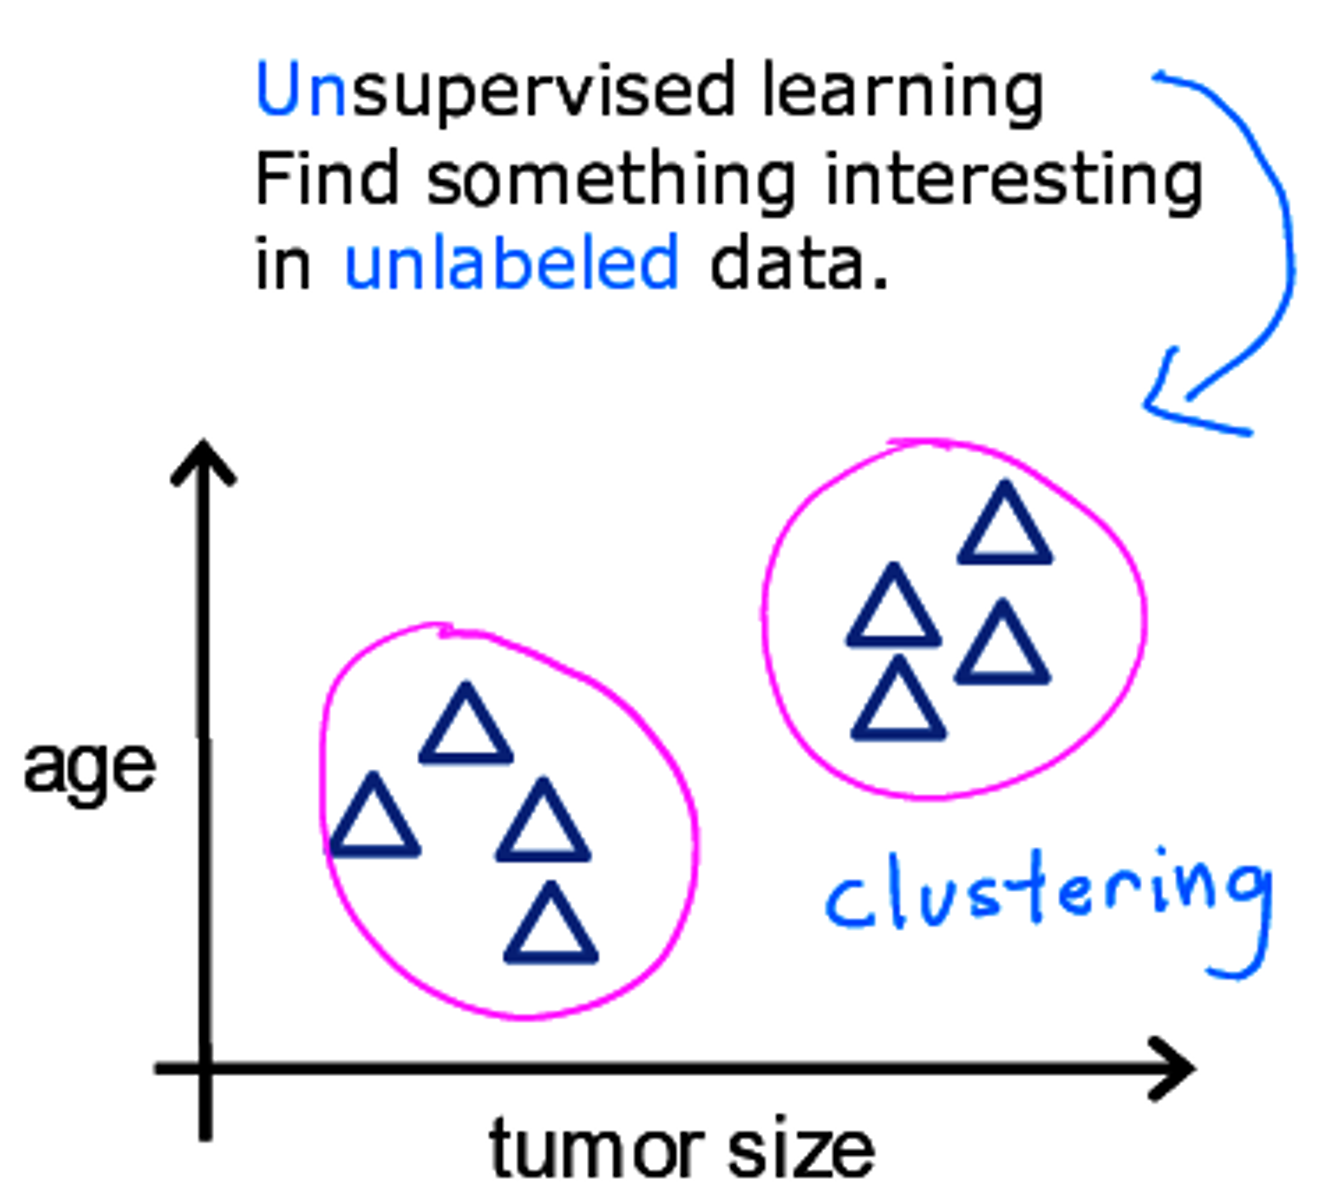 Unsupervised learning
Find something interesting
in unlabeled data.
age
clustering
tumor size